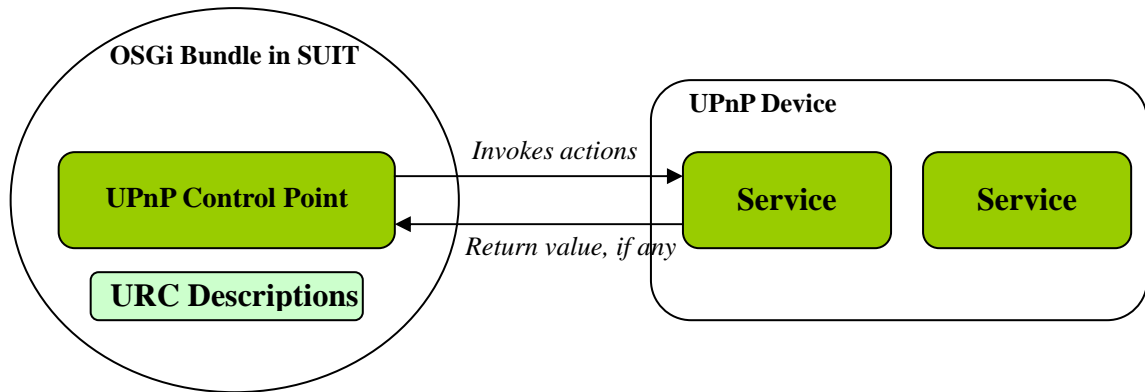 OSGi Bundle in SUIT
UPnP Device
Invokes actions
UPnP Control Point
Service
Service
Return value, if any
URC Descriptions